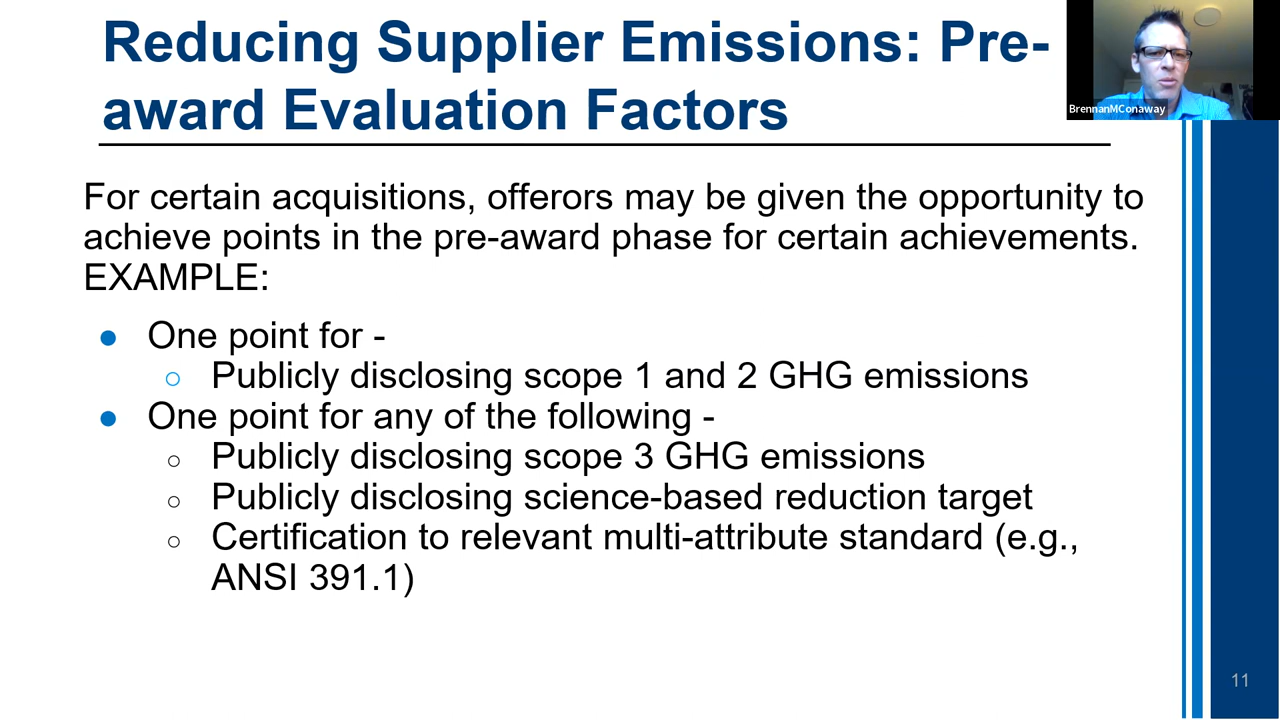 Reducing Supplier Emissions: Pre-
award Evaluation Factors
BrennanMConaway
For certain acquisitions, offerors may be given the opportunity to
achieve points in the pre-award phase for certain achievements.
EXAMPLE:
● One point for -
○ Publicly disclosing scope 1 and 2 GHG emissions
● One point for any of the following -
○ Publicly disclosing scope 3 GHG emissions
○ Publicly disclosing science-based reduction target
○ Certification to relevant multi-attribute standard (e.g.,
ANSI 391.1)
11